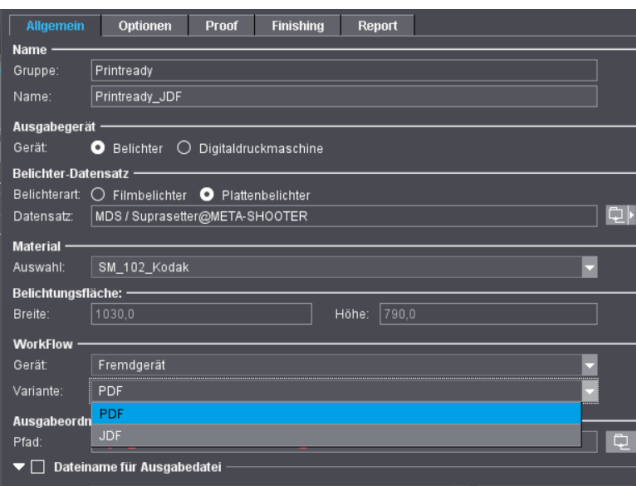 Allgemein Optionen Proof Finishing Report
Name
Gruppe: Printready
Name: Printready_JDF
Ausgabegerät
Gerät: Belichter Digitaldruckmaschine
Belichter-Datensatz
Belichterart: Filmbelichter Plattenbelichter
Datensatz: MDS / Suprasetter@META-SHOOTER
Material
Auswahl: SM_102_Kodak
Belichtungsfläche:
Breite: 1030,0 Höhe: 790,0
WorkFlow
Gerät: Fremdgerät
Variante: PDF
PDF
Ausgabeordn
JDF
Pfad:
Dateiname für Ausgabedatei